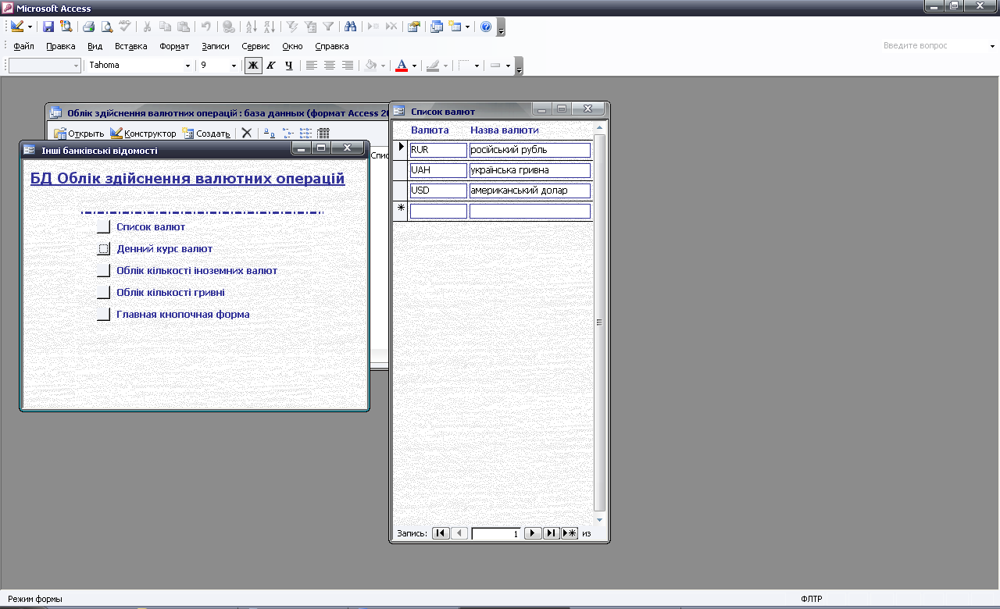 Microsoft Access
Файл Правка Вид Вставка Формат Записи Сервис Окно Справка
Введите вопрос
Tahoma 9 Ж К Ч
Облік здійснення валютних операцій : база данных (формат Access 20
Открыть Конструктор Создать
Спис
Інші банківські відомості
БД Облік здійснення валютних операцій
Список валют
Денний курс валют
Облік кількості іноземних валют
Облік кількості гривні
Главная кнопочная форма
Список валют
Валюта Назва валюти
RUR російський рубль
UAH українська гривна
USD американський долар
Запись: 1 из
Режим формы
ФЛТР